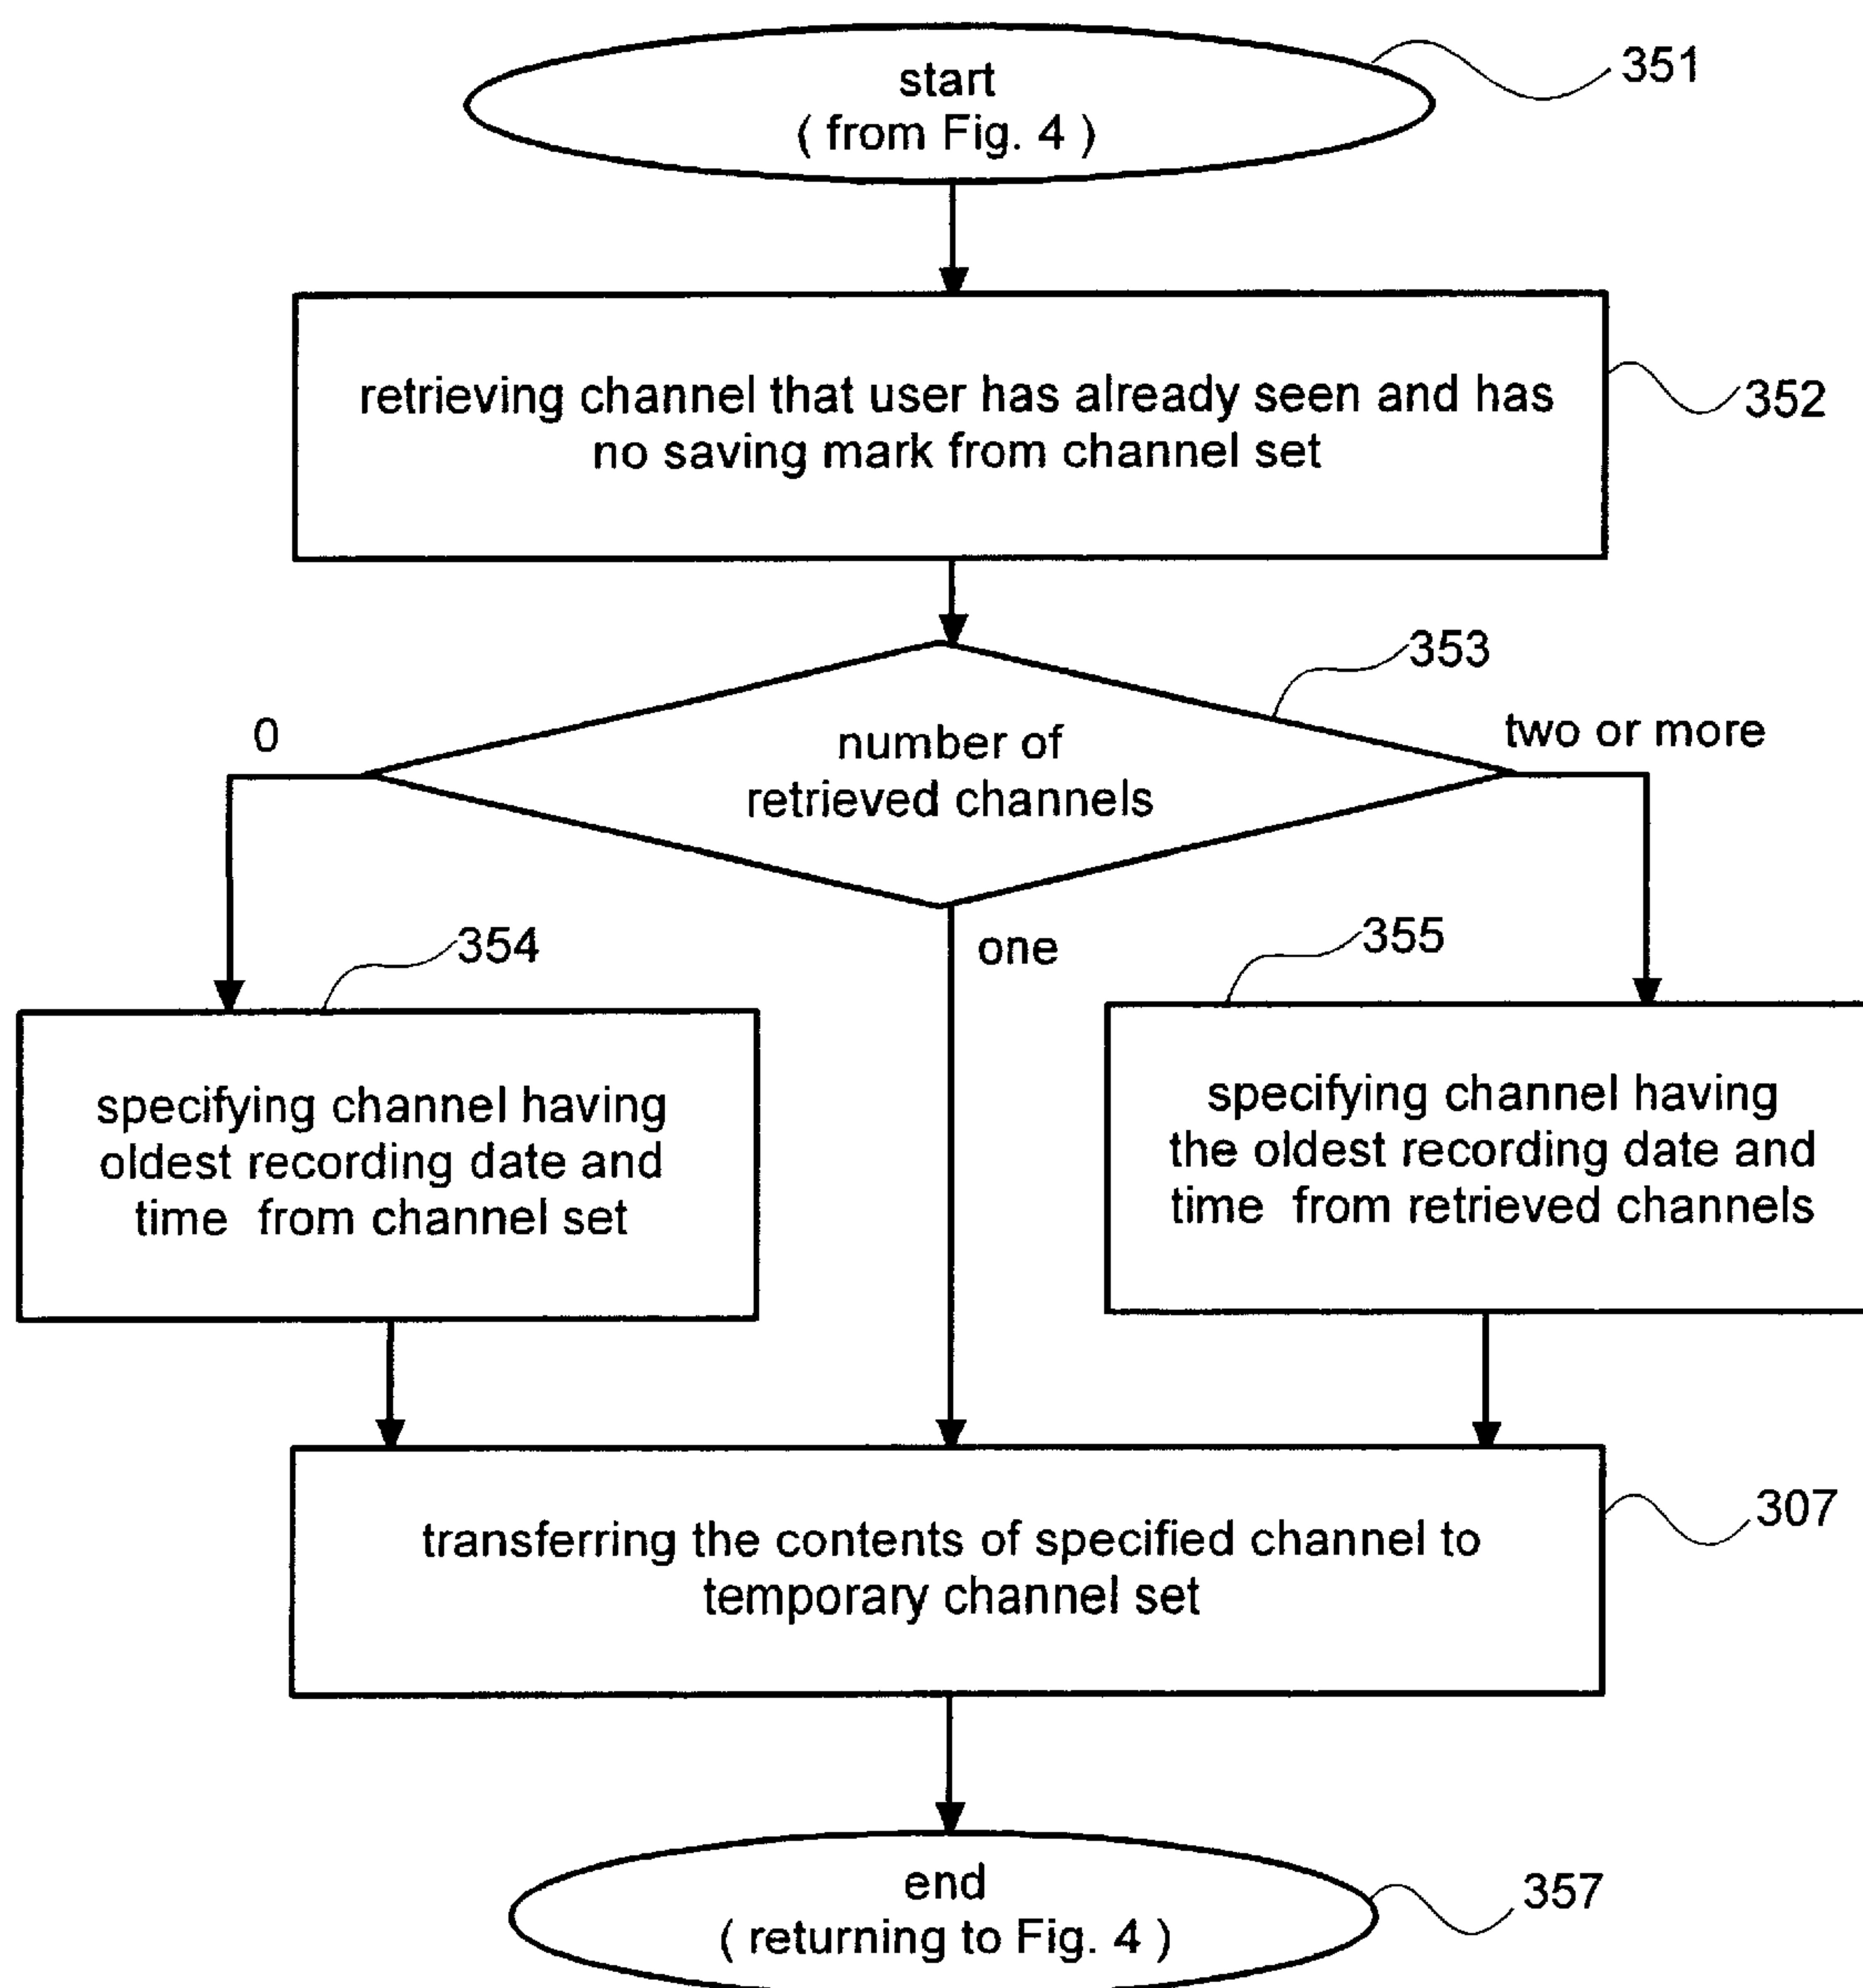 start
( from Fig. 4 )
351
retrieving channel that user has already seen and has
no saving mark from channel set
352
353
0
number of
retrieved channels
two or more
354
one
355
specifying channel having
oldest recording date and
time from channel set
specifying channel having
the oldest recording date and
time from retrieved channels
transferring the contents of specified channel to
temporary channel set
307
end
( returning to Fig. 4 )
357